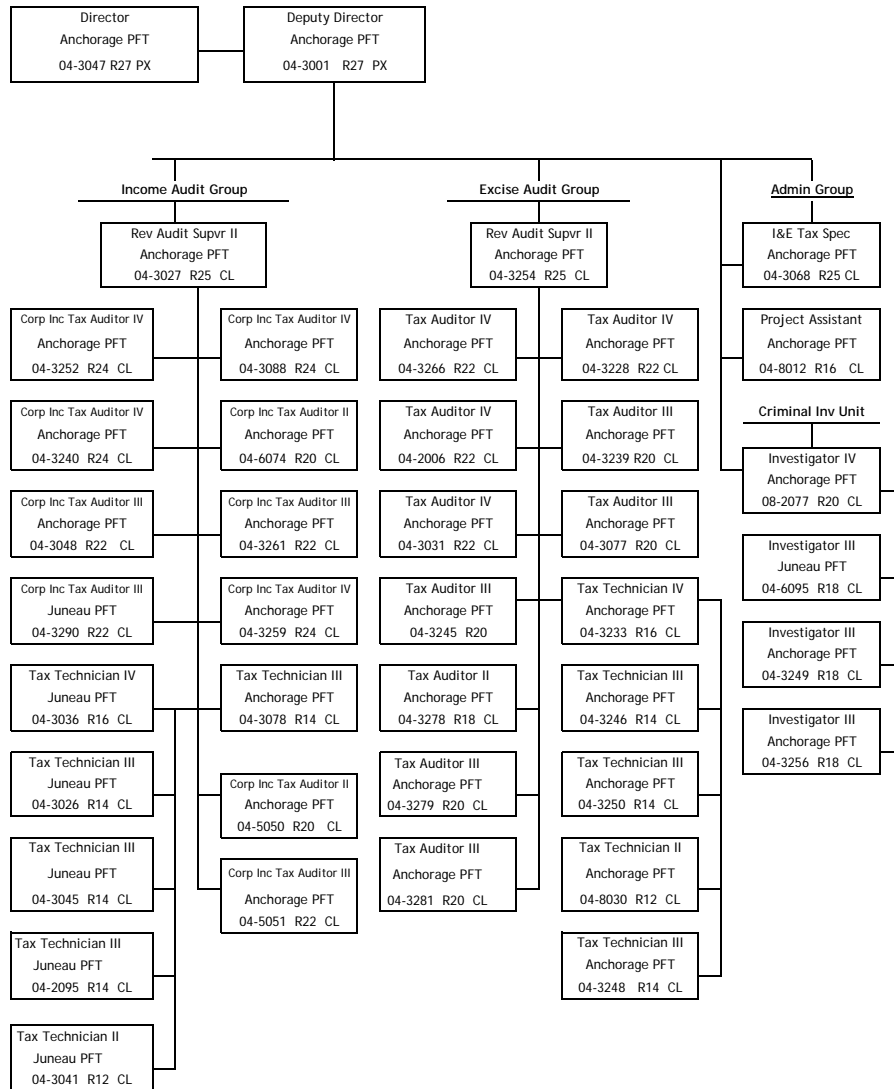 Director
Anchorage PFT
04-3047 R27 PX
Deputy Director
Anchorage PFT
04-3001 R27 PX
Income Audit Group
Rev Audit Supvr II
Anchorage PFT
04-3027 R25 CL
Corp Inc Tax Auditor IV
Anchorage PFT
04-3252 R24 CL
Corp Inc Tax Auditor IV
Anchorage PFT
04-3088 R24 CL
Corp Inc Tax Auditor IV
Anchorage PFT
04-3240 R24 CL
Corp Inc Tax Auditor II
Anchorage PFT
04-6074 R20 CL
Corp Inc Tax Auditor III
Anchorage PFT
04-3048 R22 CL
Corp Inc Tax Auditor III
Anchorage PFT
04-3261 R22 CL
Corp Inc Tax Auditor III
Juneau PFT
04-3290 R22 CL
Corp Inc Tax Auditor IV
Anchorage PFT
04-3259 R24 CL
Tax Technician IV
Juneau PFT
04-3036 R16 CL
Tax Technician III
Anchorage PFT
04-3078 R14 CL
Tax Technician III
Juneau PFT
04-3026 R14 CL
Corp Inc Tax Auditor II
Anchorage PFT
04-5050 R20 CL
Tax Technician III
Juneau PFT
04-3045 R14 CL
Corp Inc Tax Auditor III
Anchorage PFT
04-5051 R22 CL
Tax Technician III
Juneau PFT
04-2095 R14 CL
Tax Technician II
Juneau PFT
04-3041 R12 CL
Excise Audit Group
Rev Audit Supvr II
Anchorage PFT
04-3254 R25 CL
Tax Auditor IV
Anchorage PFT
04-3266 R22 CL
Tax Auditor IV
Anchorage PFT
04-3228 R22 CL
Tax Auditor IV
Anchorage PFT
04-2006 R22 CL
Tax Auditor III
Anchorage PFT
04-3239 R20 CL
Tax Auditor IV
Anchorage PFT
04-3031 R22 CL
Tax Auditor III
Anchorage PFT
04-3077 R20 CL
Tax Auditor III
Anchorage PFT
04-3245 R20
Tax Technician IV
Anchorage PFT
04-3233 R16 CL
Tax Auditor II
Anchorage PFT
04-3278 R18 CL
Tax Technician III
Anchorage PFT
04-3246 R14 CL
Tax Auditor III
Anchorage PFT
04-3279 R20 CL
Tax Technician III
Anchorage PFT
04-3250 R14 CL
Tax Auditor III
Anchorage PFT
04-3281 R20 CL
Tax Technician II
Anchorage PFT
04-8030 R12 CL
Tax Technician III
Anchorage PFT
04-3248 R14 CL
Admin Group
I&E Tax Spec
Anchorage PFT
04-3068 R25 CL
Project Assistant
Anchorage PFT
04-8012 R16 CL
Criminal Inv Unit
Investigator IV
Anchorage PFT
08-2077 R20 CL
Investigator III
Juneau PFT
04-6095 R18 CL
Investigator III
Anchorage PFT
04-3249 R18 CL
Investigator III
Anchorage PFT
04-3256 R18 CL